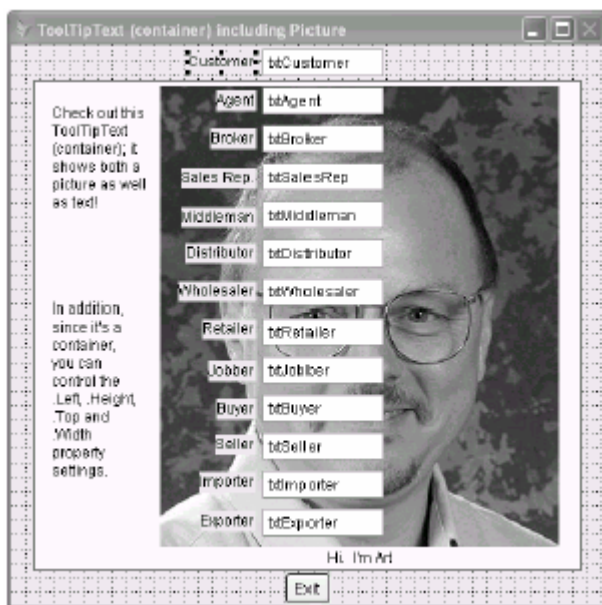 ToolTipText (container) including Picture
Customer txtCustomer
Agent txtAgent
Broker txtBroker
Sales Rep. txtSalesRep
Middleman txtMiddleman
Distributor txtDistributor
Wholesaler txtWholesaler
Retailer txtRetailer
Jobber txtJobber
Buyer txtBuyer
Seller txtSeller
Importer txtImporter
Exporter txtExporter
Check out this
ToolTipText
(container); it
shows both a
picture as well
as text!
In addition,
since it's a
container,
you can
control the
.Left, .Height,
.Top and
.Width
property
settings.
Hi, I'm Art
Exit